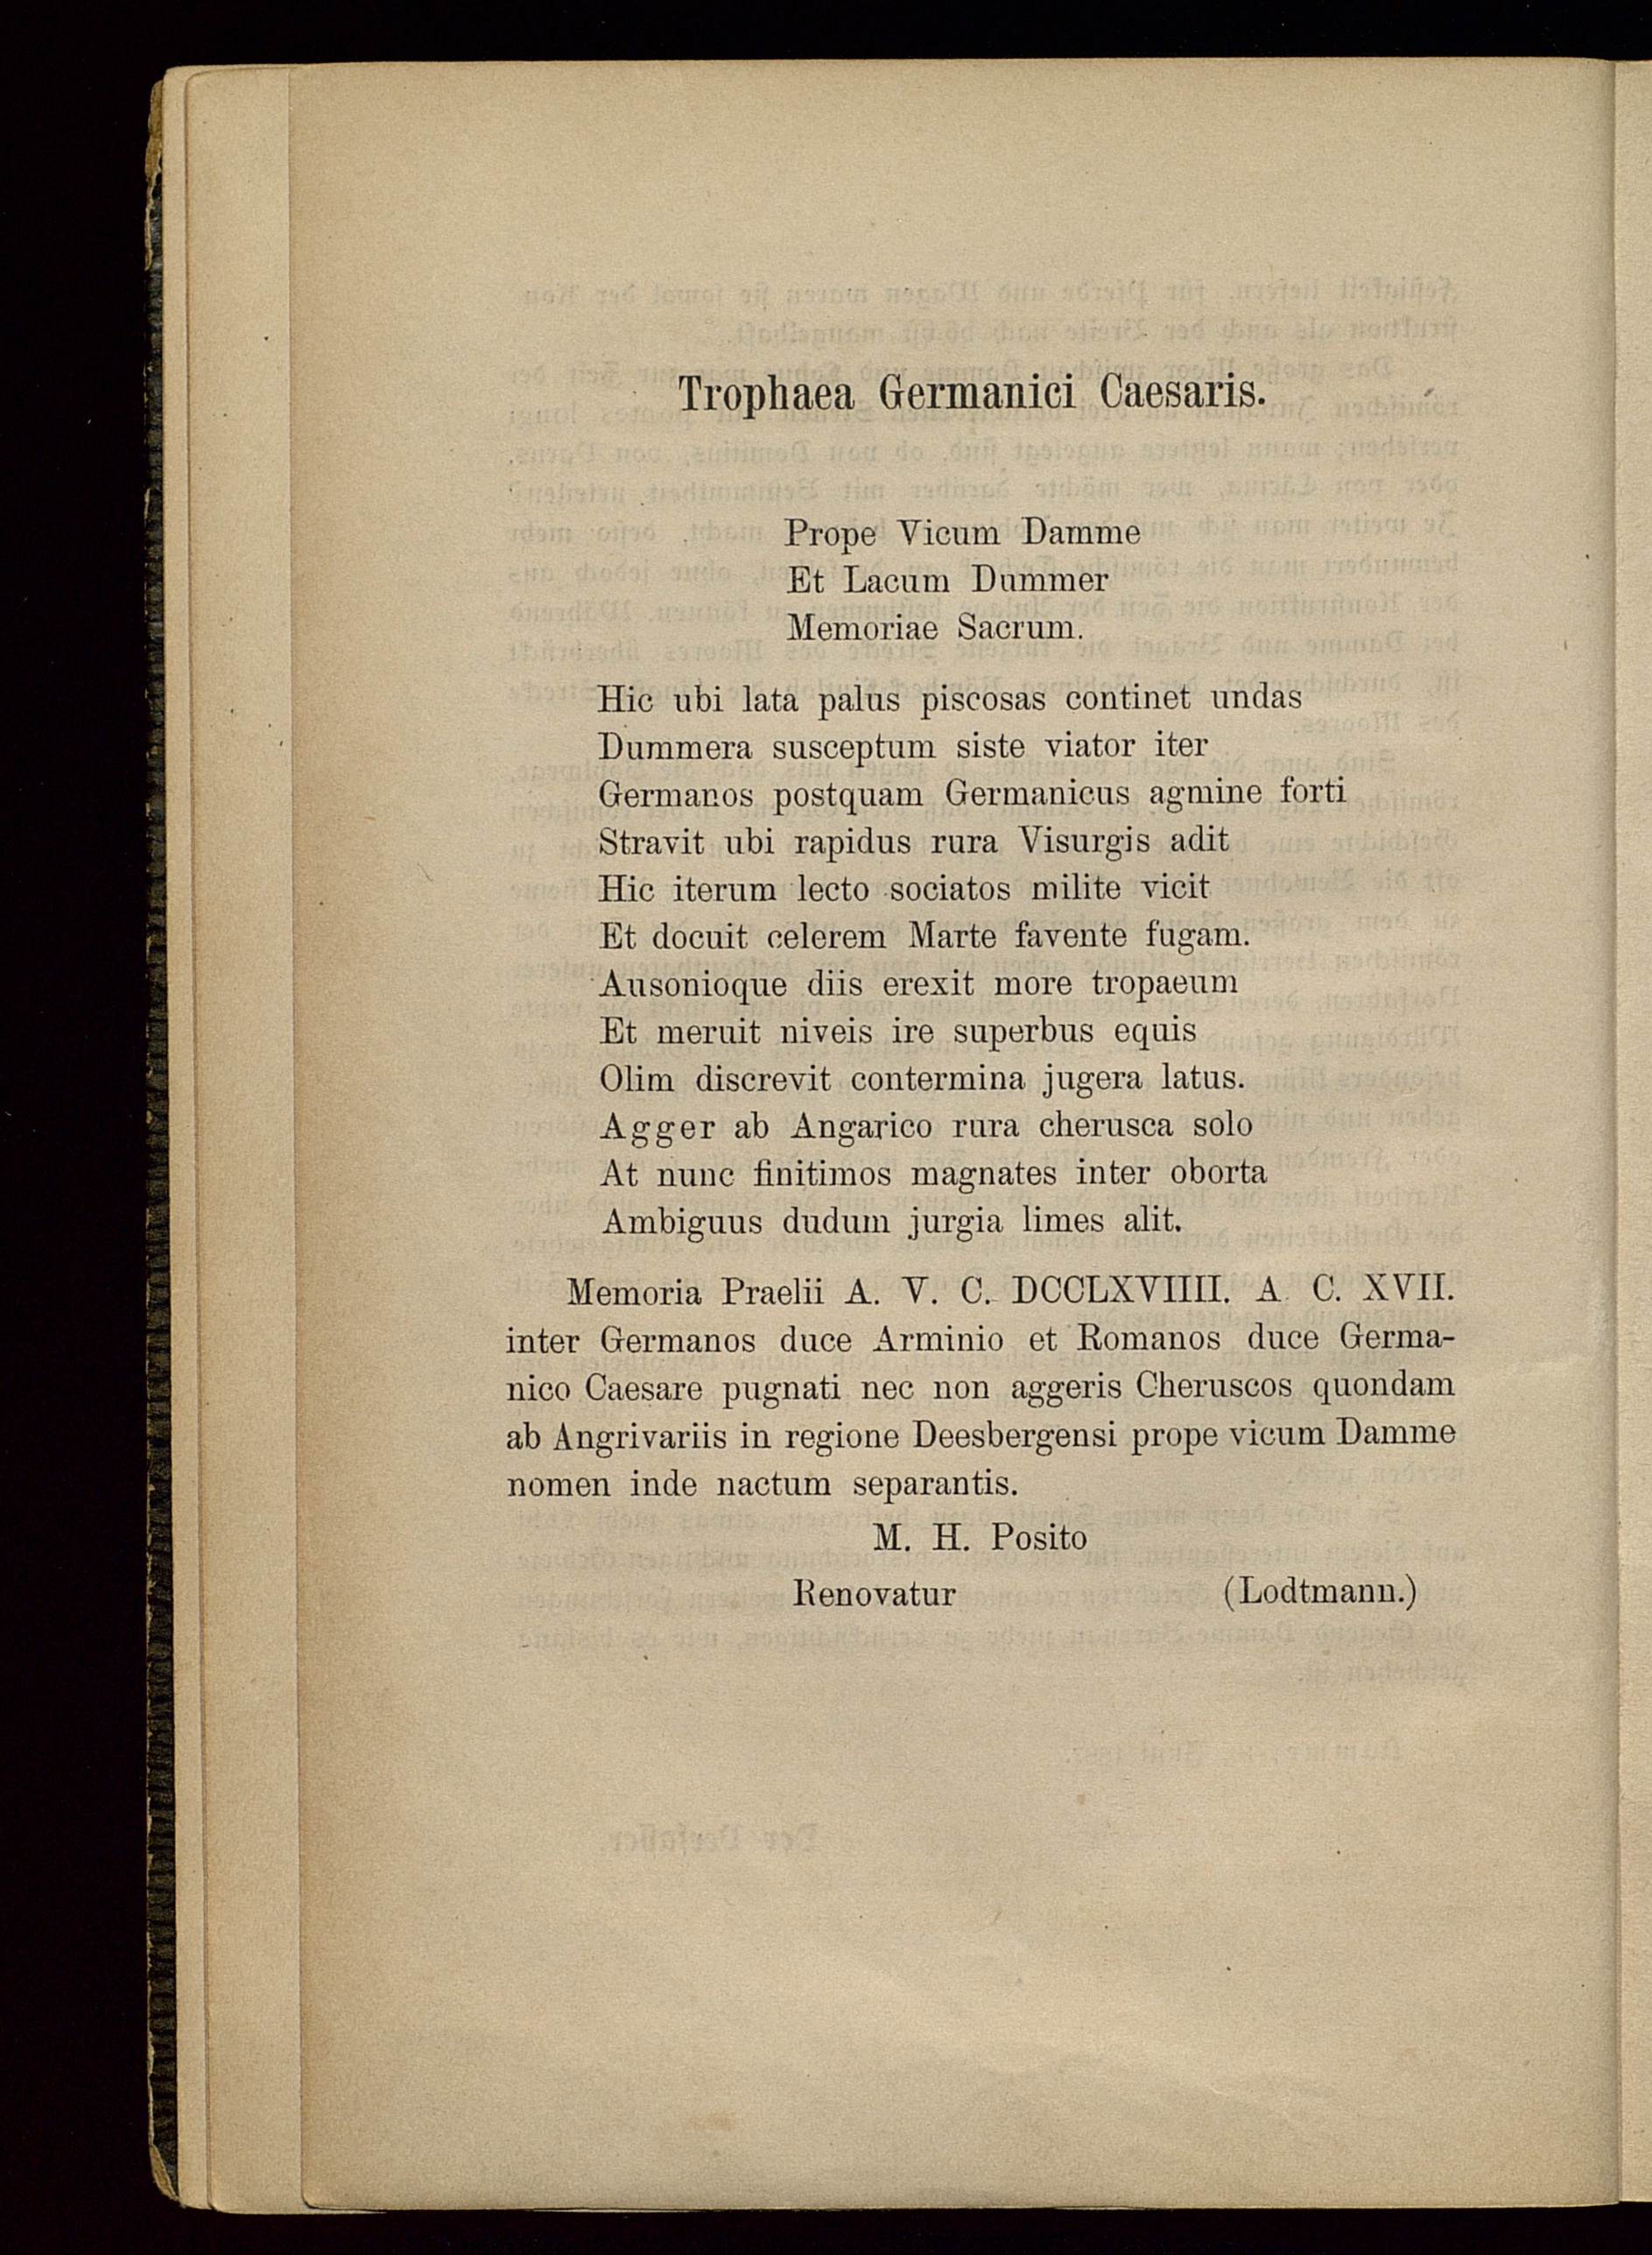 Trophaea Germanici Caesaris.
Prope Vicum Damme
Et Lacum Dummer
Memoriae Sacrum.
Hic ubi lata palus piscosas continet undas
Dummera susceptum siste viator iter
Germanos postquam Germanicus agmine forti
Stravit ubi rapidus rura Visurgis adit
Hic iterum lecto sociatos milite vicit
Et docuit celerem Marte favente fugam.
Ausonioque diis erexit more tropaeum
Et meruit niveis ire superbus equis
Olim discrevit contermina jugera latus.
Agger ab Angarico rura cherusca solo
At nunc finitimos magnates inter oborta
Ambiguus dudum jurgia limes alit.
Memoria Praelii A. V. C. DCCLXVIIII. A. C. XVII.
inter Germanos duce Arminio et Romanos duce Germa-
nico Caesare pugnati nec non aggeris Cheruscos quondam
ab Angrivariis in regione Deesbergensi prope vicum Damme
nomen inde nactum separantis.
M. H. Posito
Renovatur (Lodtmann.)